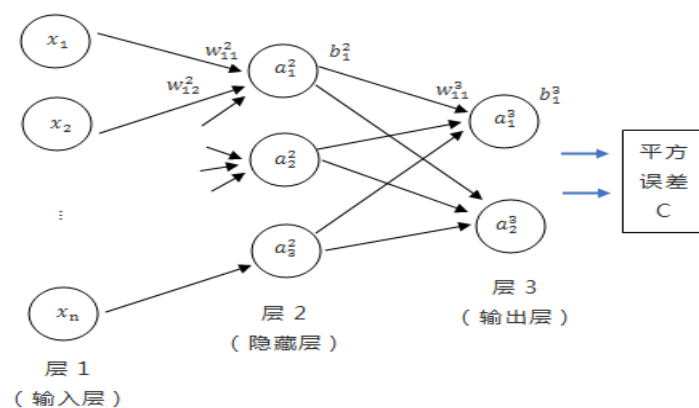 x₁
w²₁₁
b²₁
a²₁
w²₁₂
x₂
w³₁₁
b³₁
a³₁
平方
误差
C
a²₂
⋮
a³₂
a²₃
xₙ
层 3
（输出层）
层 2
（隐藏层）
层 1
（输入层）